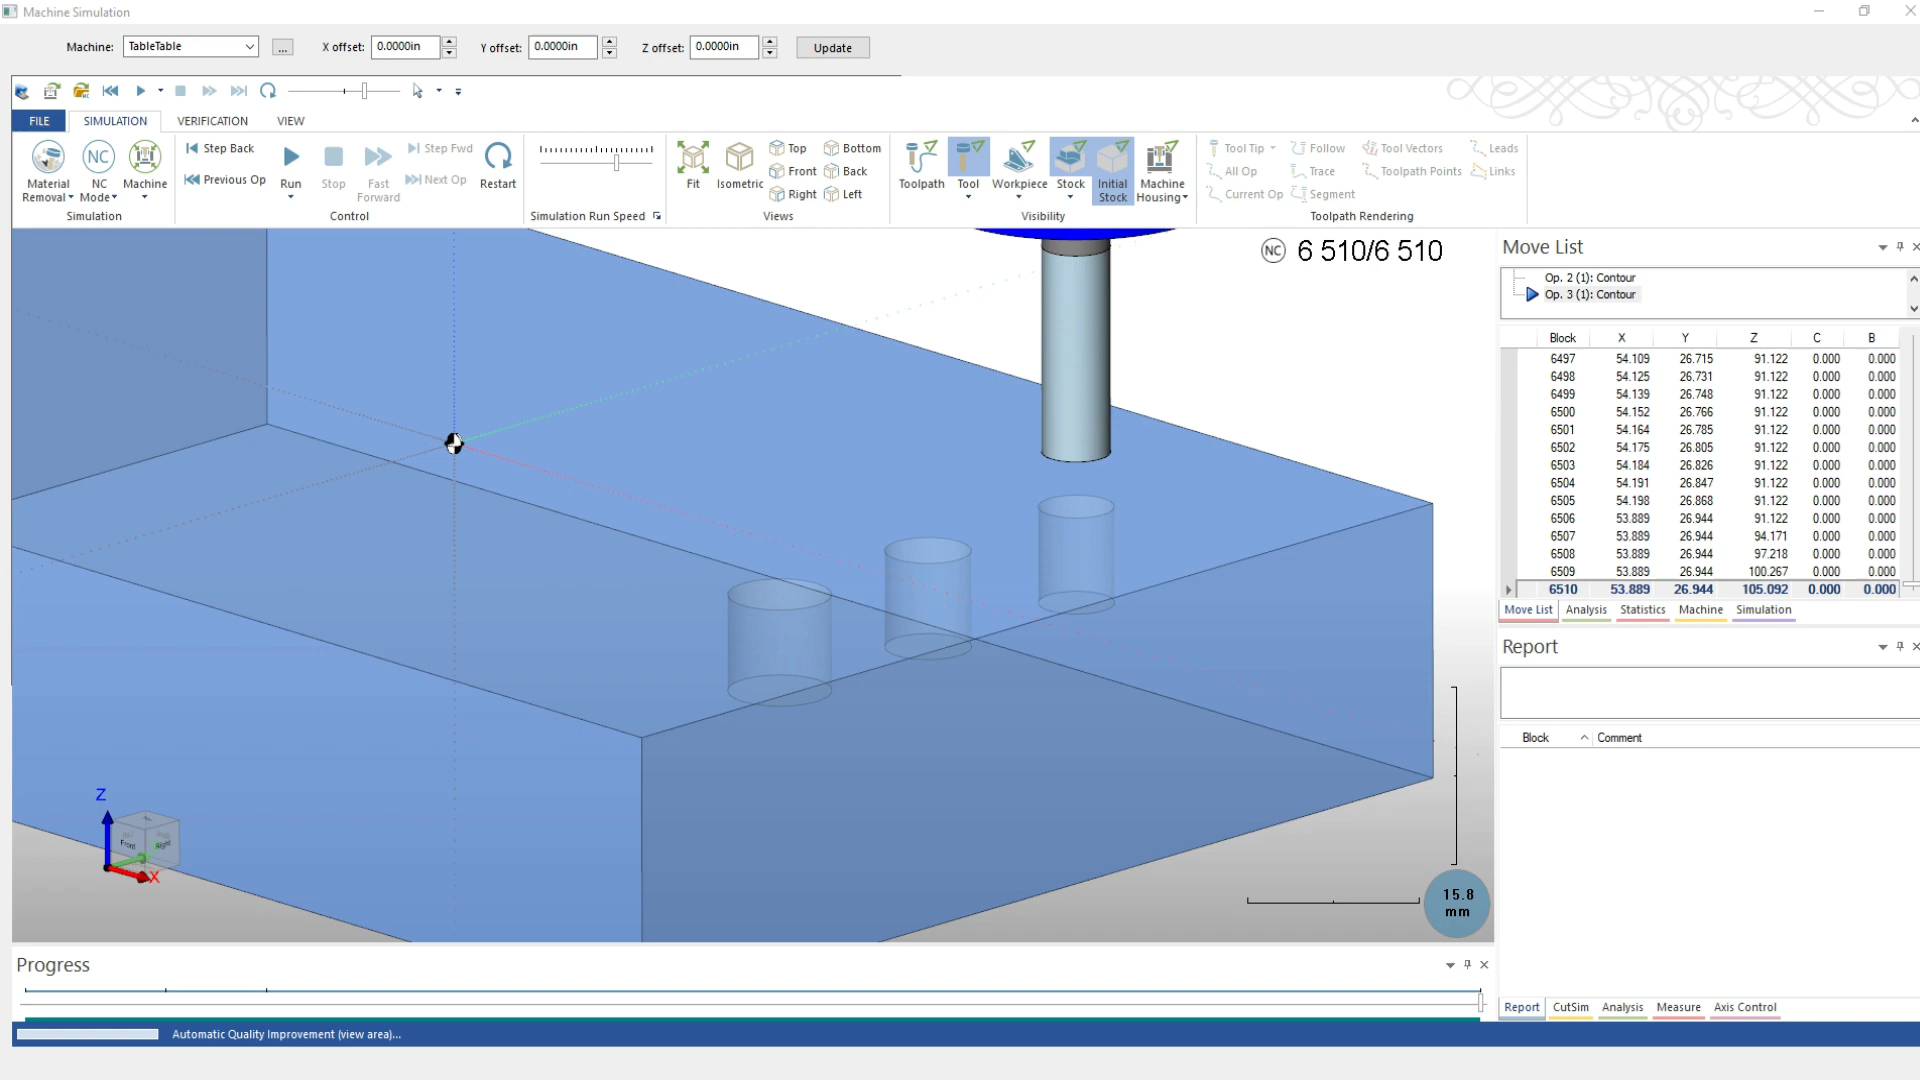 Machine Simulation
Machine: TableTable ... X offset: 0.0000in Y offset: 0.0000in Z offset: 0.0000in Update
FILE SIMULATION VERIFICATION VIEW
Material Removal NC Mode Machine
Simulation
Step Back Previous Op Run Stop Fast Forward Step Fwd Next Op Restart
Control
Simulation Run Speed
Fit Isometric Top Front Right Bottom Back Left
Views
Toolpath Tool Workpiece Stock Initial Stock Machine Housing
Visibility
Tool Tip Follow Tool Vectors Leads
All Op Trace Toolpath Points Links
Current Op Segment
Toolpath Rendering
NC 6 510/6 510
Z
Front
Right
X
15.8
mm
Move List
Op. 2 (1): Contour
Op. 3 (1): Contour
Block X Y Z C B
6497 54.109 26.715 91.122 0.000 0.000
6498 54.125 26.731 91.122 0.000 0.000
6499 54.139 26.748 91.122 0.000 0.000
6500 54.152 26.766 91.122 0.000 0.000
6501 54.164 26.785 91.122 0.000 0.000
6502 54.175 26.805 91.122 0.000 0.000
6503 54.184 26.826 91.122 0.000 0.000
6504 54.191 26.847 91.122 0.000 0.000
6505 54.198 26.868 91.122 0.000 0.000
6506 53.889 26.944 91.122 0.000 0.000
6507 53.889 26.944 94.171 0.000 0.000
6508 53.889 26.944 97.218 0.000 0.000
6509 53.889 26.944 100.267 0.000 0.000
6510 53.889 26.944 105.092 0.000 0.000
Move List Analysis Statistics Machine Simulation
Report
Block Comment
Report CutSim Analysis Measure Axis Control
Progress
Automatic Quality Improvement (view area)...